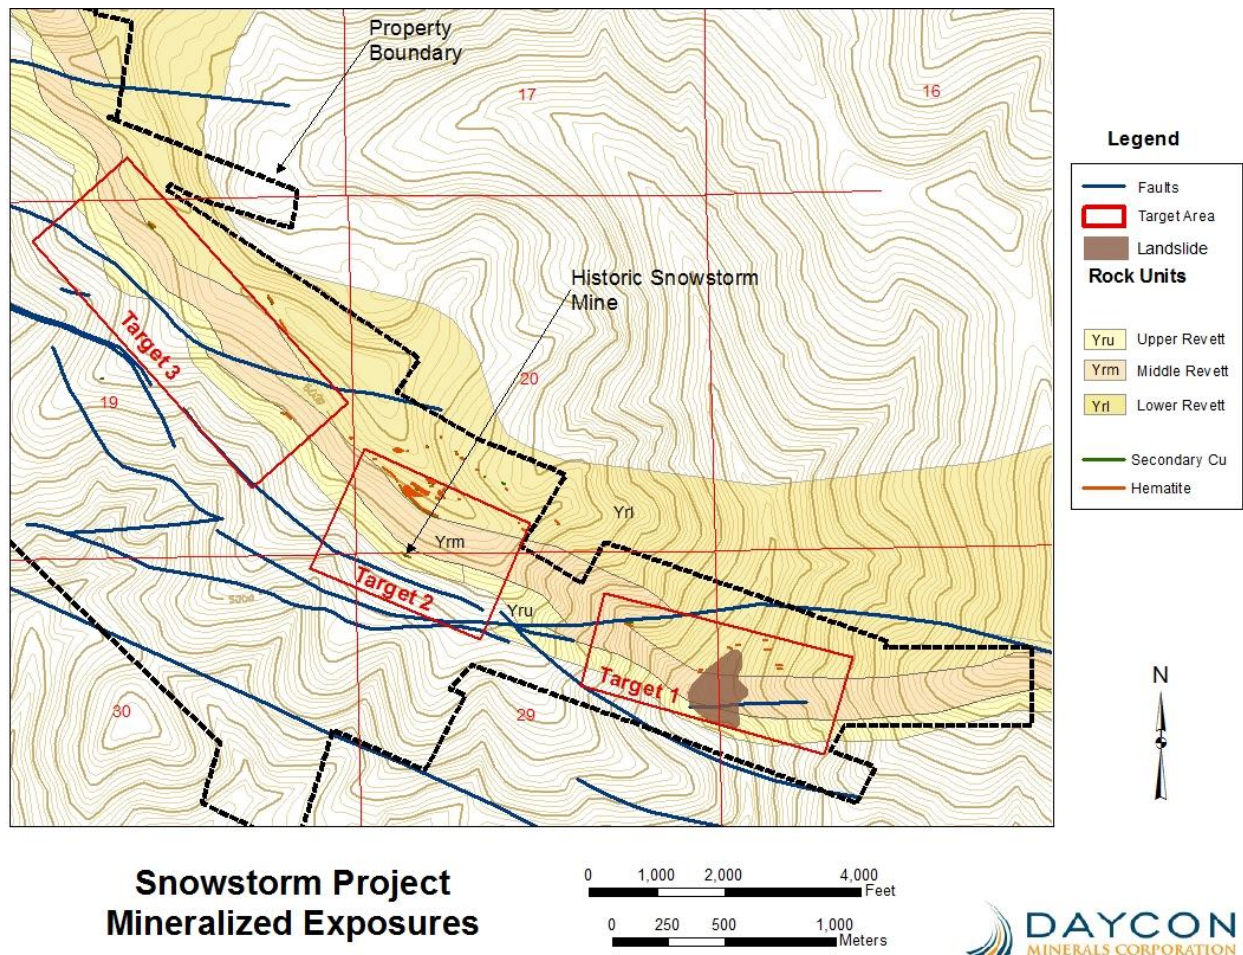 Property
Boundary
17
16
Historic Snowstorm
Mine
Target 3
6000
19
20
Yrl
Yrm
Target 2
5000
Yru
Target 1
30
29
Legend
Faults
Target Area
Landslide
Rock Units
Yru Upper Revett
Yrm Middle Revett
Yrl Lower Revett
Secondary Cu
Hematite
N
Snowstorm Project
Mineralized Exposures
0 1,000 2,000 4,000
Feet
0 250 500 1,000
Meters
DAYCON
MINERALS CORPORATION